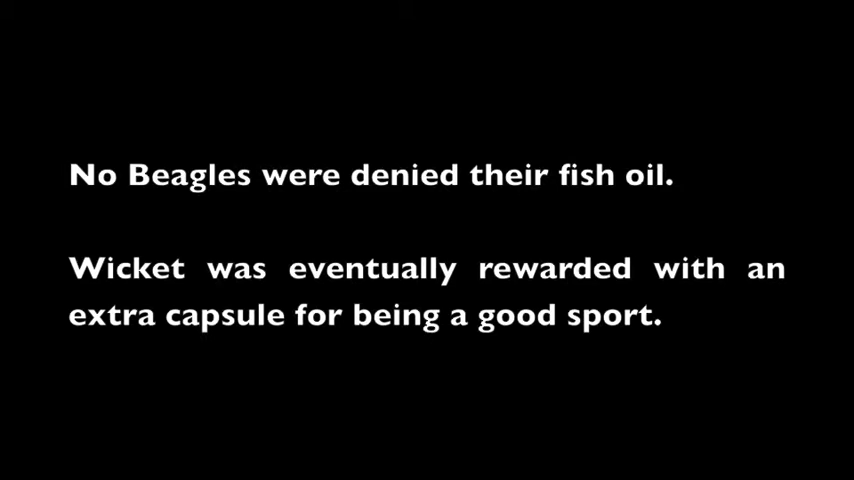 No Beagles were denied their fish oil.
Wicket was eventually rewarded with an
extra capsule for being a good sport.